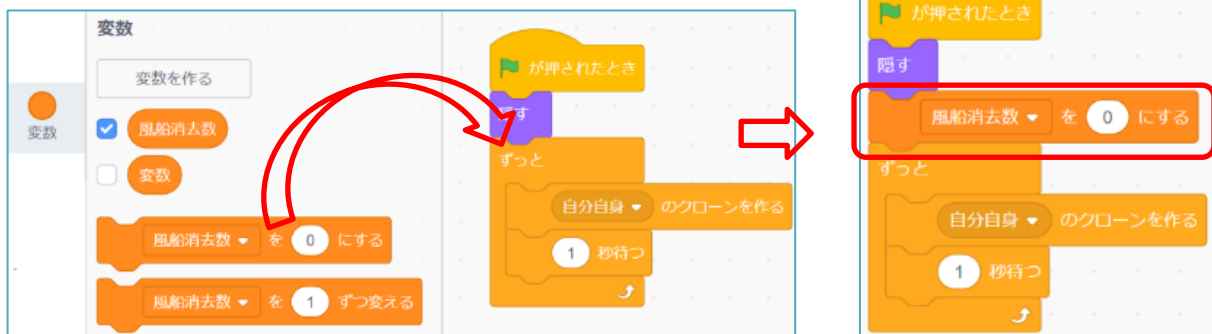 変数
変数を作る
変数
風船消去数
変数
風船消去数 を 0 にする
風船消去数 を 1 ずつ変える
が押されたとき
隠す
ずっと
自分自身 のクローンを作る
1 秒待つ
が押されたとき
隠す
風船消去数 を 0 にする
ずっと
自分自身 のクローンを作る
1 秒待つ